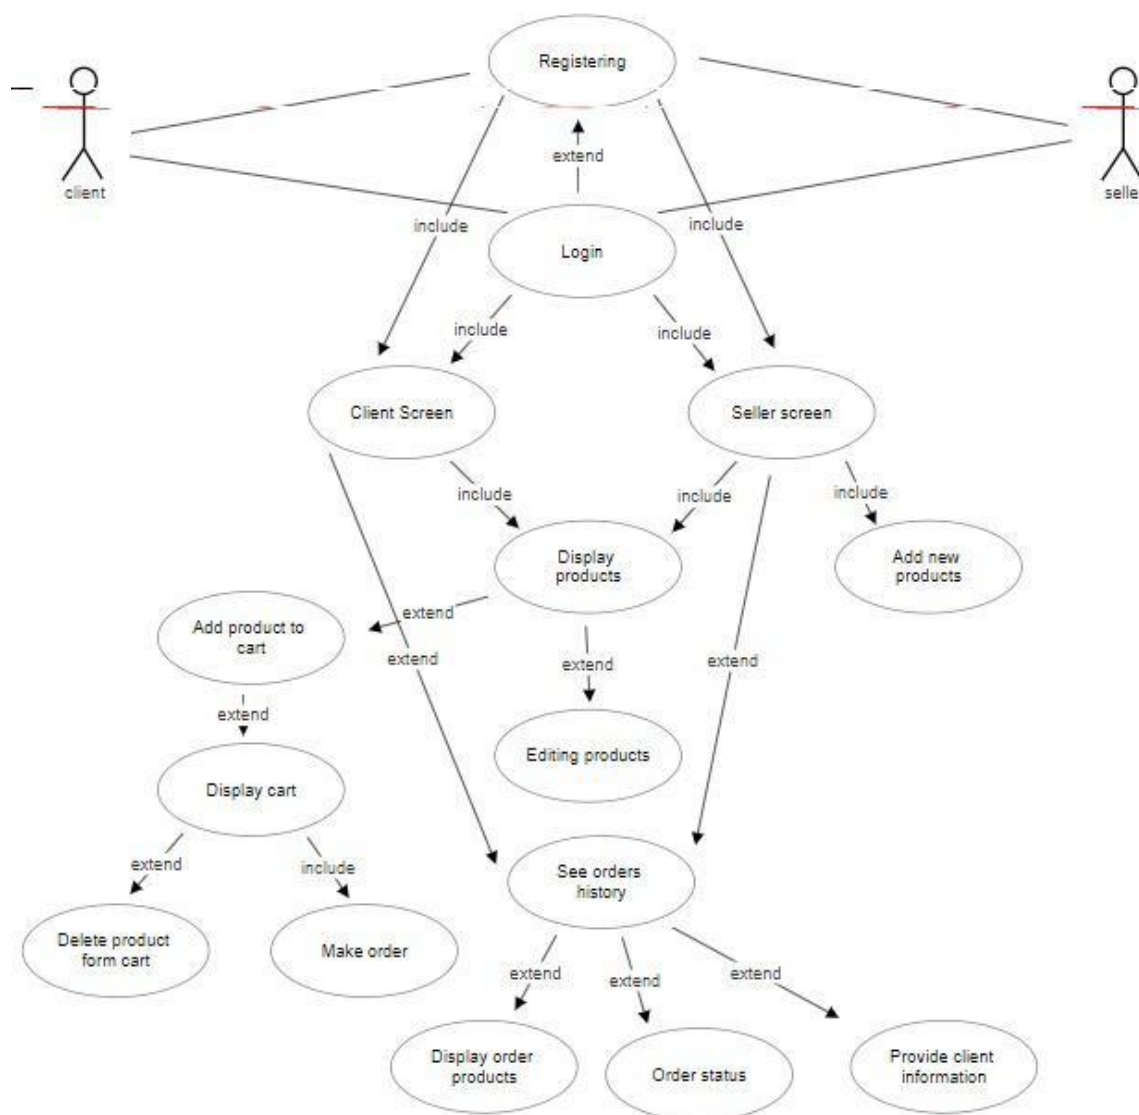 Registering
client
extend
selle
include
include
Login
include
include
Client Screen
Seller screen
include
include
include
Display
products
Add new
products
extend
Add product to
cart
extend
extend
extend
extend
Editing products
Display cart
extend
include
See orders
history
Delete product
form cart
Make order
extend
extend
extend
Display order
products
Order status
Provide client
information